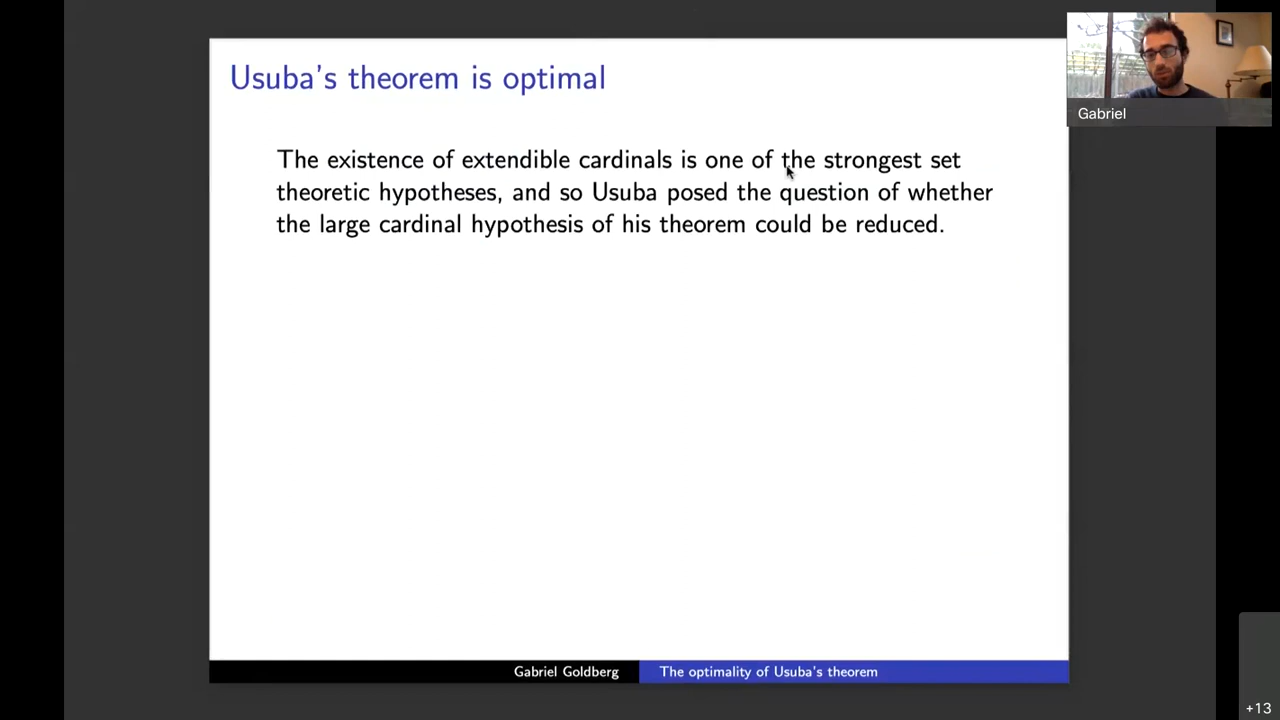 Usuba's theorem is optimal
Gabriel
The existence of extendible cardinals is one of the strongest set
theoretic hypotheses, and so Usuba posed the question of whether
the large cardinal hypothesis of his theorem could be reduced.
Gabriel Goldberg
The optimality of Usuba's theorem
+13